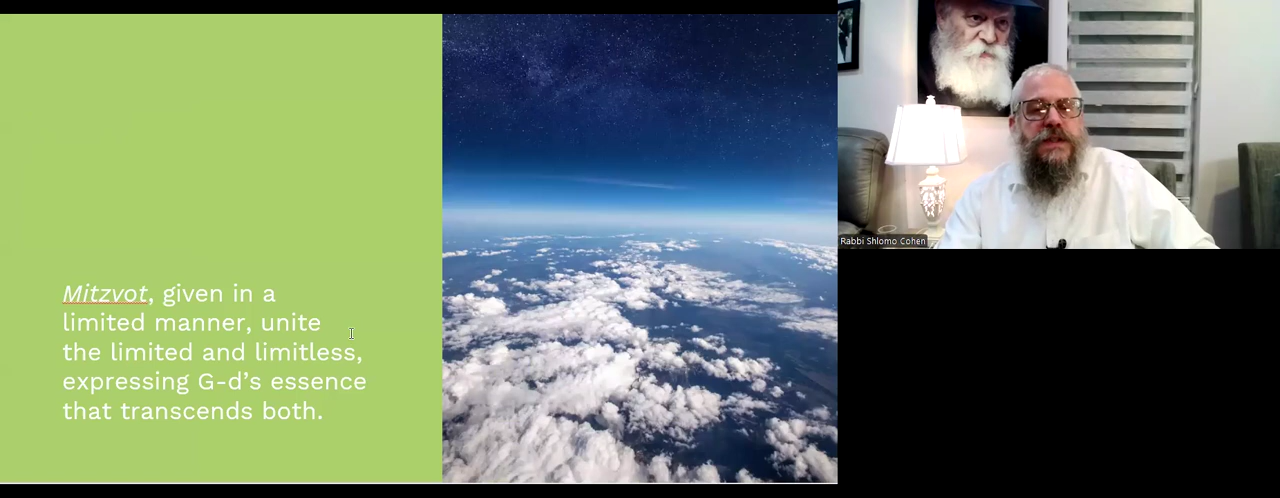 Mitzvot, given in a
limited manner, unite
the limited and limitless,
expressing G-d’s essence
that transcends both.
Rabbi Shlomo Cohen